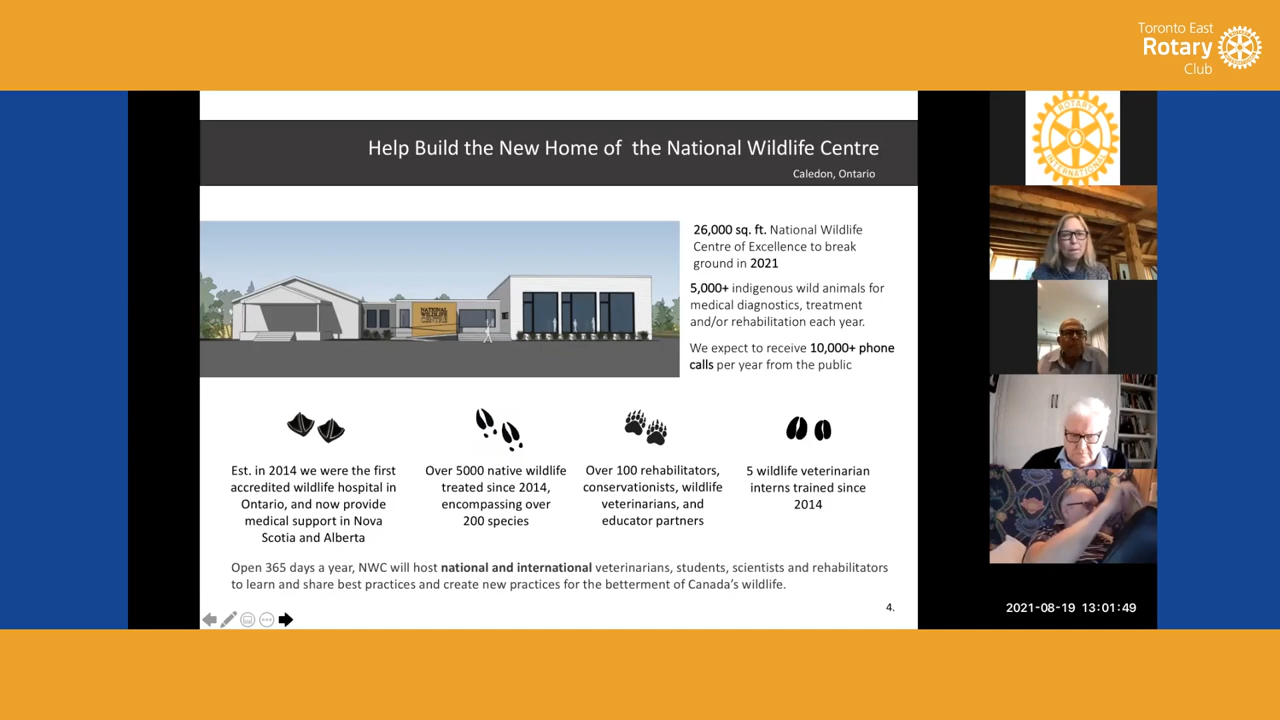 Toronto East
Rotary
Club
Help Build the New Home of the National Wildlife Centre
Caledon, Ontario
26,000 sq. ft. National Wildlife
Centre of Excellence to break
ground in 2021
5,000+ indigenous wild animals for
medical diagnostics, treatment
and/or rehabilitation each year.
We expect to receive 10,000+ phone
calls per year from the public
NATIONAL
WILDLIFE
CENTRE
Est. in 2014 we were the first
accredited wildlife hospital in
Ontario, and now provide
medical support in Nova
Scotia and Alberta
Over 5000 native wildlife
treated since 2014,
encompassing over
200 species
Over 100 rehabilitators,
conservationists, wildlife
veterinarians, and
educator partners
5 wildlife veterinarian
interns trained since
2014
Open 365 days a year, NWC will host national and international veterinarians, students, scientists and rehabilitators
to learn and share best practices and create new practices for the betterment of Canada's wildlife.
4.
ROTARY
INTERNATIONAL
2021-08-19 13:01:49